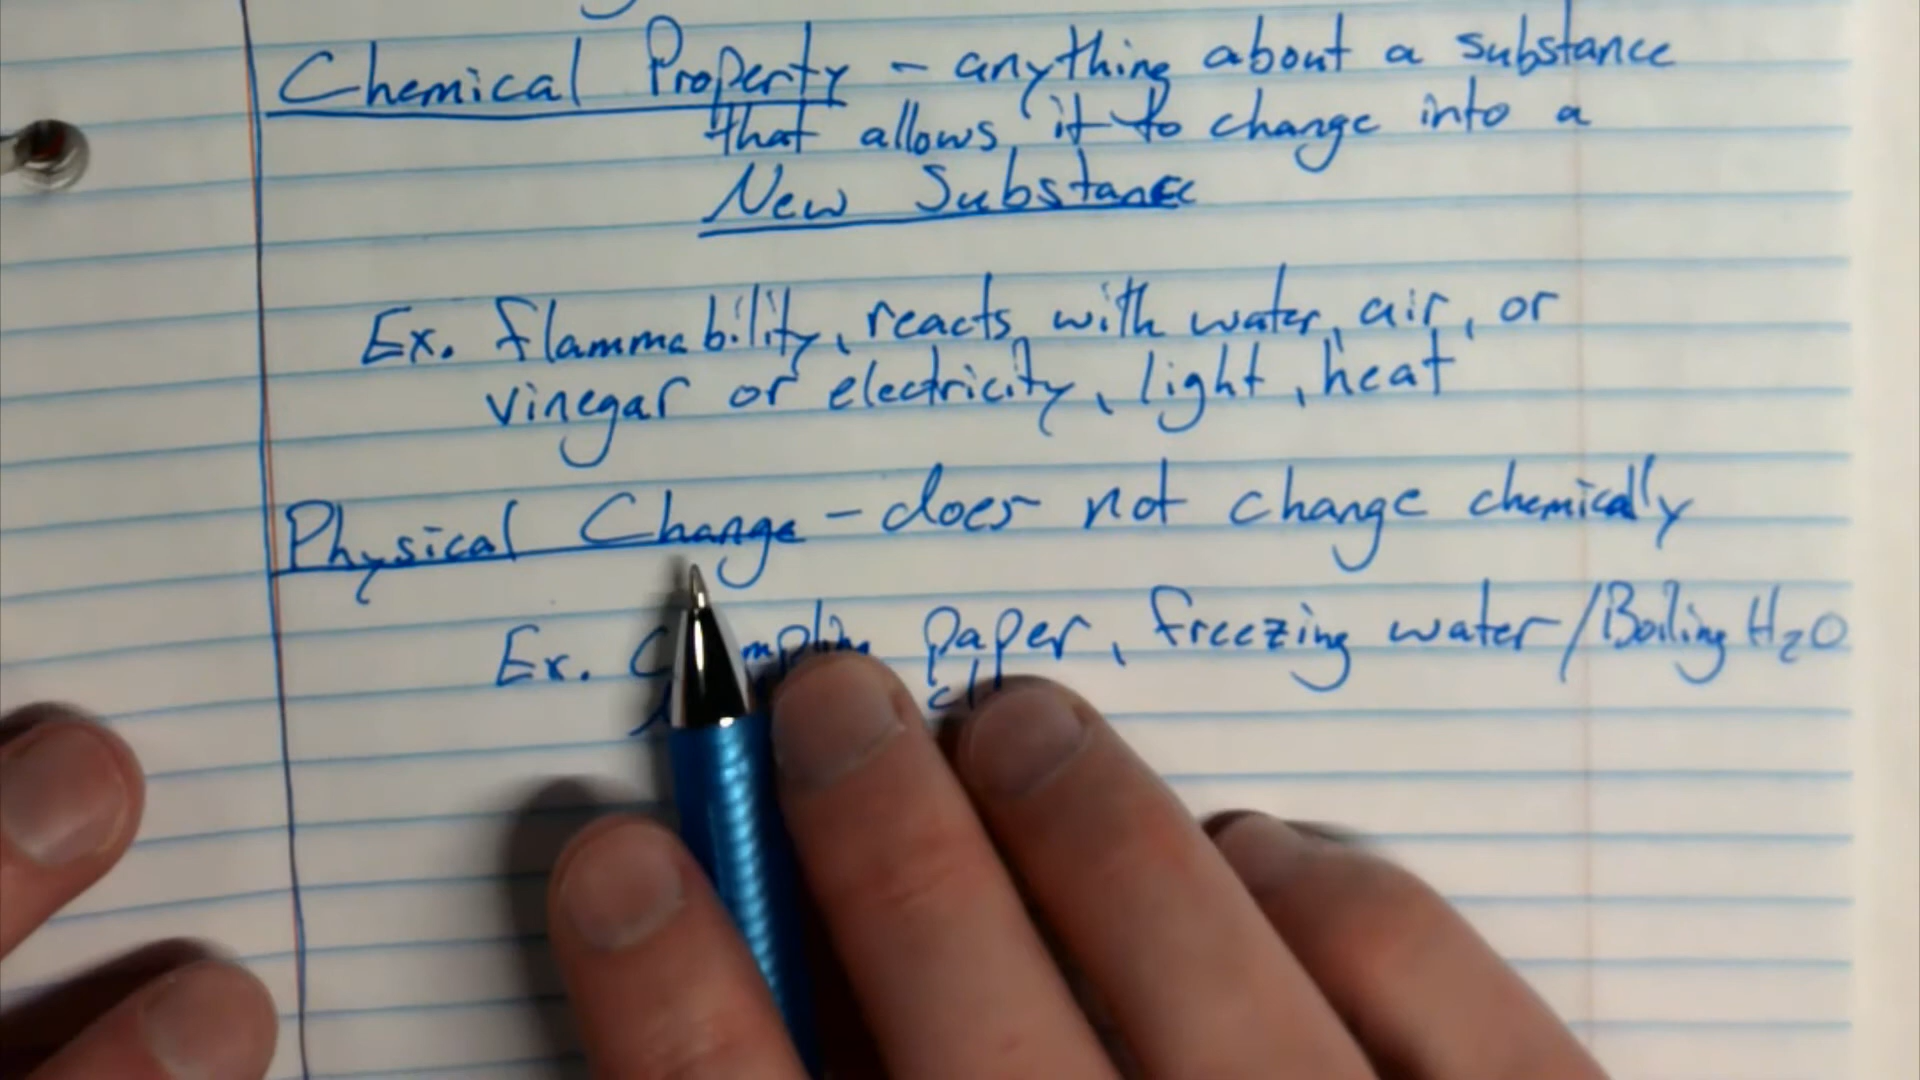 Chemical Property - anything about a substance
that allows it to change into a
New Substance
Ex. flammability, reacts with water, air, or
vinegar or electricity, light, heat
Physical Change - does not change chemically
Ex. paper, freezing water/Boiling H₂O